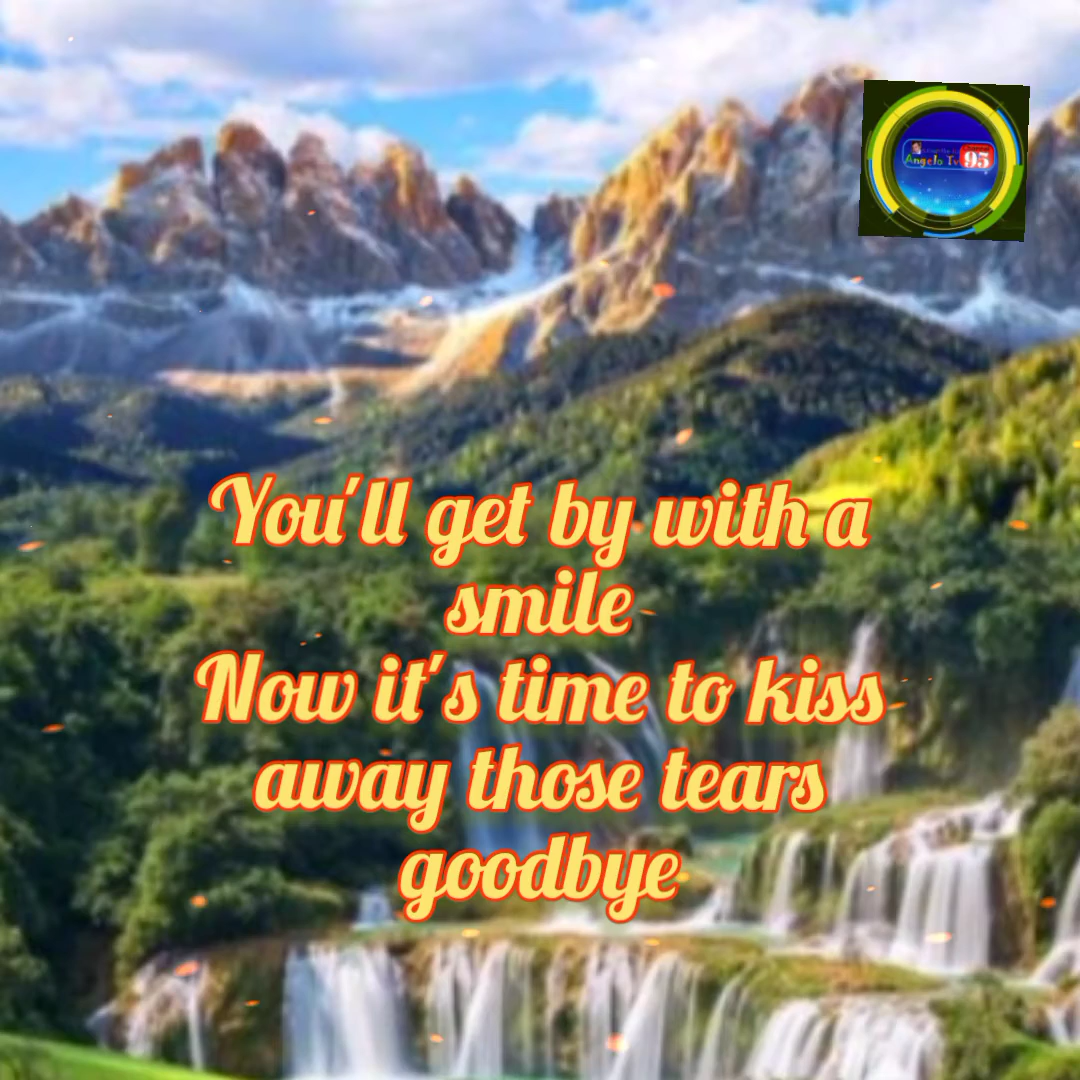 Angelo Tv 95
You'll get by with a
smile
Now it's time to kiss
away those tears
goodbye